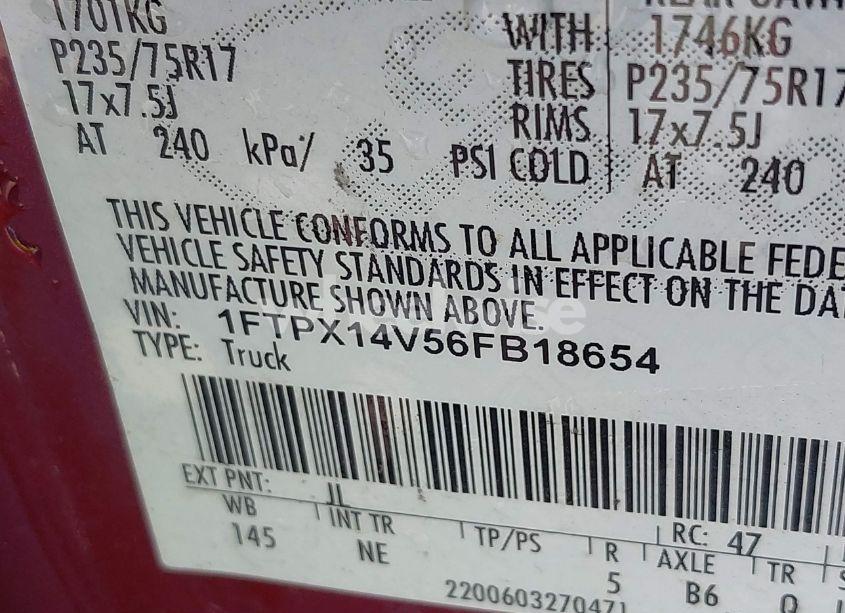 1701KG
P235/75R17
17x7.5J
AT 240 kPa/ 35 PSI COLD
WITH 1746KG
TIRES P235/75R17
RIMS 17x7.5J
AT 240
THIS VEHICLE CONFORMS TO ALL APPLICABLE FEDE
VEHICLE SAFETY STANDARDS IN EFFECT ON THE DA
MANUFACTURE SHOWN ABOVE.
VIN: 1FTPX14V56FB18654
TYPE: Truck
EXT PNT: JL RC: 47
WB INT TR TP/PS R AXLE TR
145 NE 5 B6
2200603270471